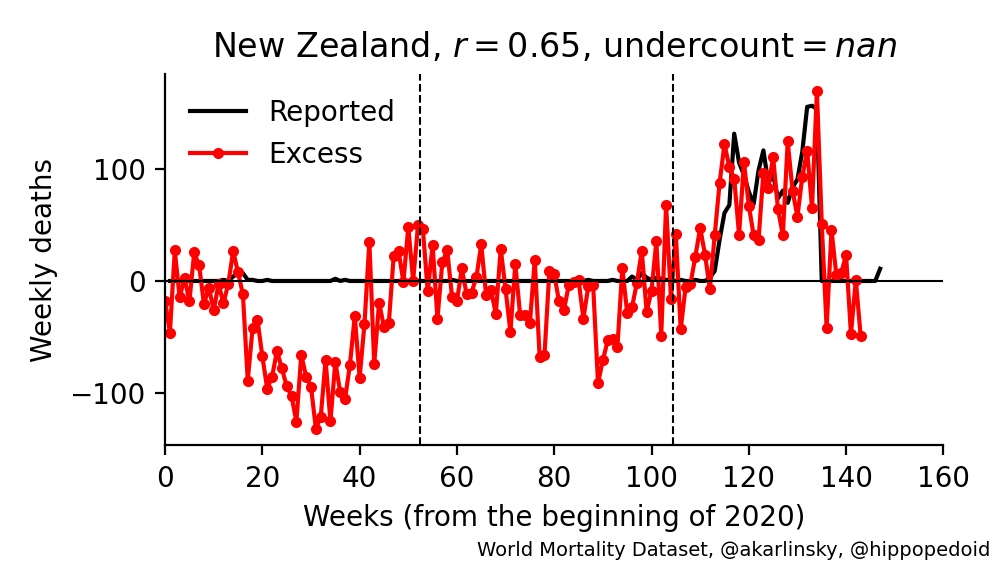 New Zealand, r = 0.65, undercount = nan
Reported
Excess
Weekly deaths
100
0
−100
0 20 40 60 80 100 120 140 160
Weeks (from the beginning of 2020)
World Mortality Dataset, @akarlinsky, @hippopedoid